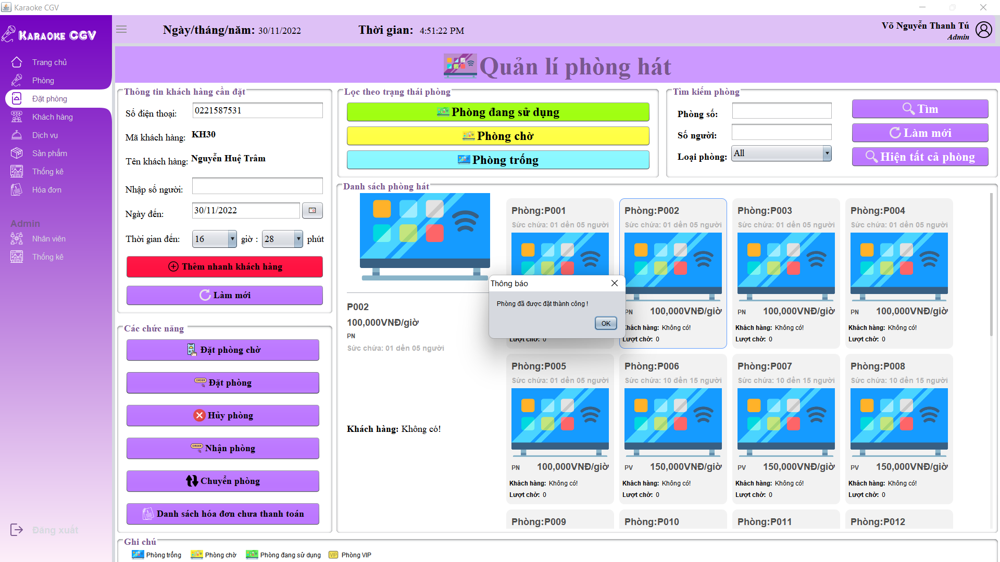 Karaoke CGV
KARAOKE CGV
Ngày/tháng/năm: 30/11/2022
Thời gian: 4:51:22 PM
Võ Nguyễn Thanh Tú
Admin
Trang chủ
Phòng
Đặt phòng
Khách hàng
Dịch vụ
Sản phẩm
Thống kê
Hóa đơn
Admin
Nhân viên
Thống kê
Đăng xuất
Quản lí phòng hát
Thông tin khách hàng cần đặt
Số điện thoại: 0221587531
Mã khách hàng: KH30
Tên khách hàng: Nguyễn Huệ Trâm
Nhập số người:
Ngày đến: 30/11/2022
Thời gian đến: 16 giờ : 28 phút
Thêm nhanh khách hàng
Làm mới
Các chức năng
Đặt phòng chờ
Đặt phòng
Hủy phòng
Nhận phòng
Chuyển phòng
Danh sách hóa đơn chưa thanh toán
Lọc theo trạng thái phòng
Phòng đang sử dụng
Phòng chờ
Phòng trống
Tìm kiếm phòng
Phòng số:
Số người:
Loại phòng: All
Tìm
Làm mới
Hiện tất cả phòng
Danh sách phòng hát
P002
100,000VNĐ/giờ
PN
Sức chứa: 01 dến 05 người
Khách hàng: Không có!
Phòng:P001
Sức chứa: 01 dến 05 người
Lượt chờ: 0
Phòng:P002
Sức chứa: 01 dến 05 người
PN 100,000VNĐ/giờ
Khách hàng: Không có!
Lượt chờ: 0
Phòng:P003
Sức chứa: 01 dến 05 người
PN 100,000VNĐ/giờ
Khách hàng: Không có!
Lượt chờ: 0
Phòng:P004
Sức chứa: 01 dến 05 người
PN 100,000VNĐ/giờ
Khách hàng: Không có!
Lượt chờ: 0
Thông báo
Phòng đã được đặt thành công !
OK
Phòng:P005
Sức chứa: 01 dến 05 người
PN 100,000VNĐ/giờ
Khách hàng: Không có!
Lượt chờ: 0
Phòng:P006
Sức chứa: 10 dến 15 người
PV 150,000VNĐ/giờ
Khách hàng: Không có!
Lượt chờ: 0
Phòng:P007
Sức chứa: 10 dến 15 người
PV 150,000VNĐ/giờ
Khách hàng: Không có!
Lượt chờ: 0
Phòng:P008
Sức chứa: 10 dến 15 người
PV 150,000VNĐ/giờ
Khách hàng: Không có!
Lượt chờ: 0
Phòng:P009
Phòng:P010
Phòng:P011
Phòng:P012
Ghi chú
Phòng trống
Phòng chờ
Phòng đang sử dụng
VIP Phòng VIP